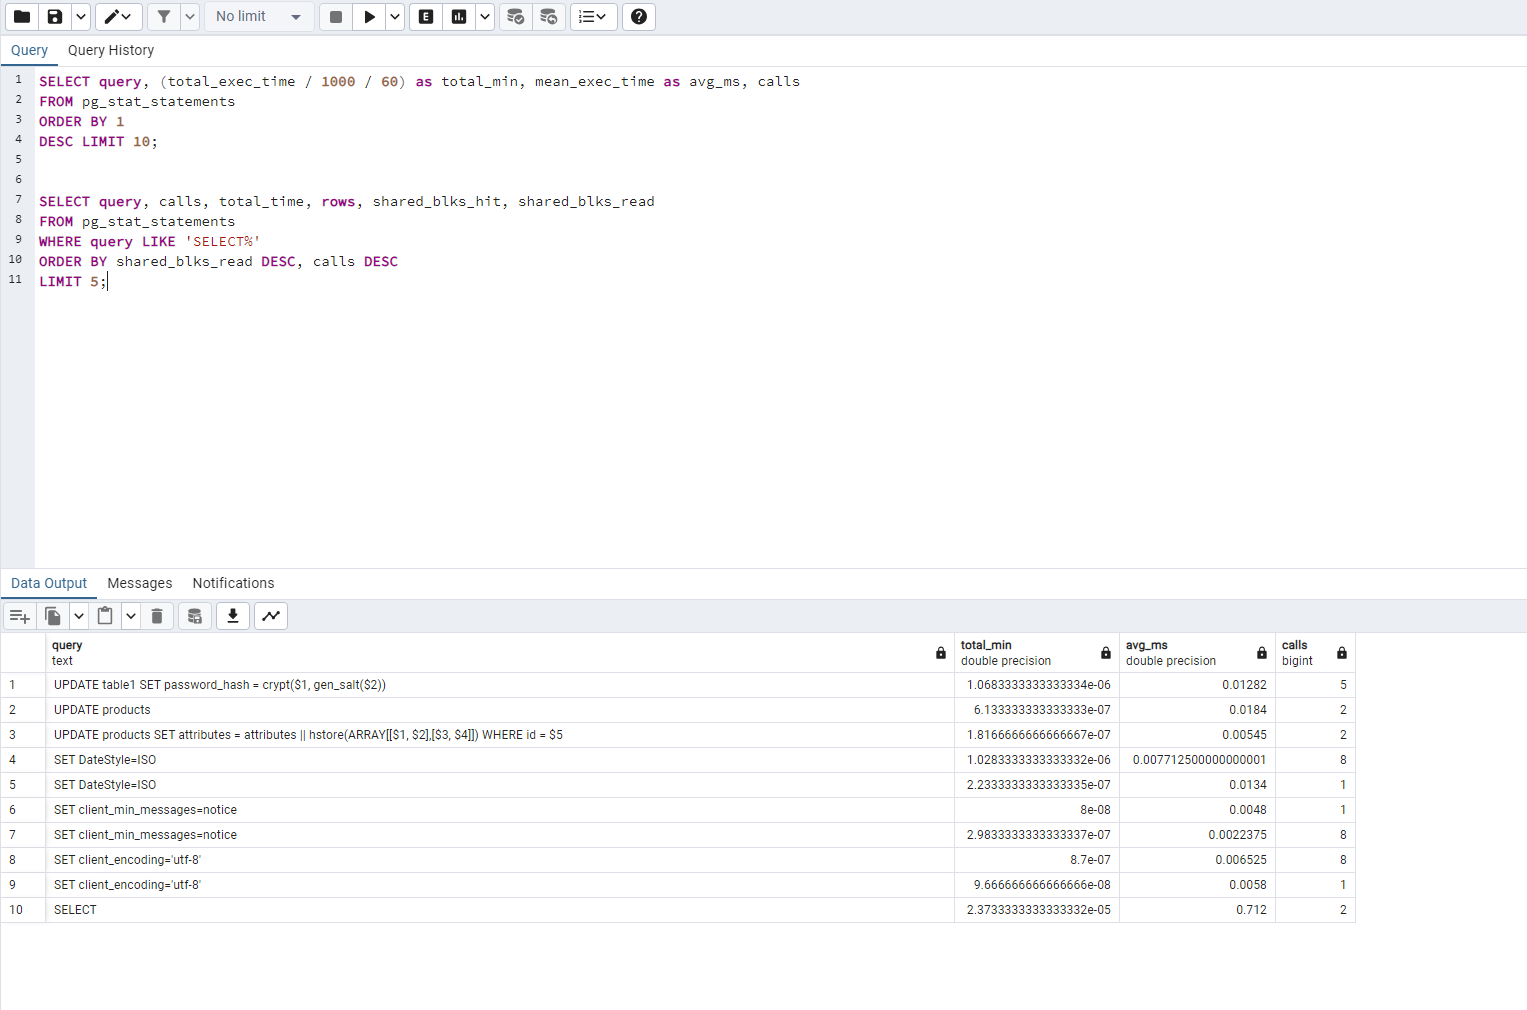 No limit
E
Query Query History
1 SELECT query, (total_exec_time / 1000 / 60) as total_min, mean_exec_time as avg_ms, calls
2 FROM pg_stat_statements
3 ORDER BY 1
4 DESC LIMIT 10;
5
6
7 SELECT query, calls, total_time, rows, shared_blks_hit, shared_blks_read
8 FROM pg_stat_statements
9 WHERE query LIKE 'SELECT%'
10 ORDER BY shared_blks_read DESC, calls DESC
11 LIMIT 5;
Data Output Messages Notifications
query total_min avg_ms calls
text double precision double precision bigint
1 UPDATE table1 SET password_hash = crypt($1, gen_salt($2)) 1.0683333333333334e-06 0.01282 5
2 UPDATE products 6.133333333333333e-07 0.0184 2
3 UPDATE products SET attributes = attributes || hstore(ARRAY[[$1, $2],[$3, $4]]) WHERE id = $5 1.8166666666666667e-07 0.00545 2
4 SET DateStyle=ISO 1.0283333333333332e-06 0.007712500000000001 8
5 SET DateStyle=ISO 2.2333333333333335e-07 0.0134 1
6 SET client_min_messages=notice 8e-08 0.0048 1
7 SET client_min_messages=notice 2.9833333333333337e-07 0.0022375 8
8 SET client_encoding='utf-8' 8.7e-07 0.006525 8
9 SET client_encoding='utf-8' 9.666666666666666e-08 0.0058 1
10 SELECT 2.3733333333333332e-05 0.712 2